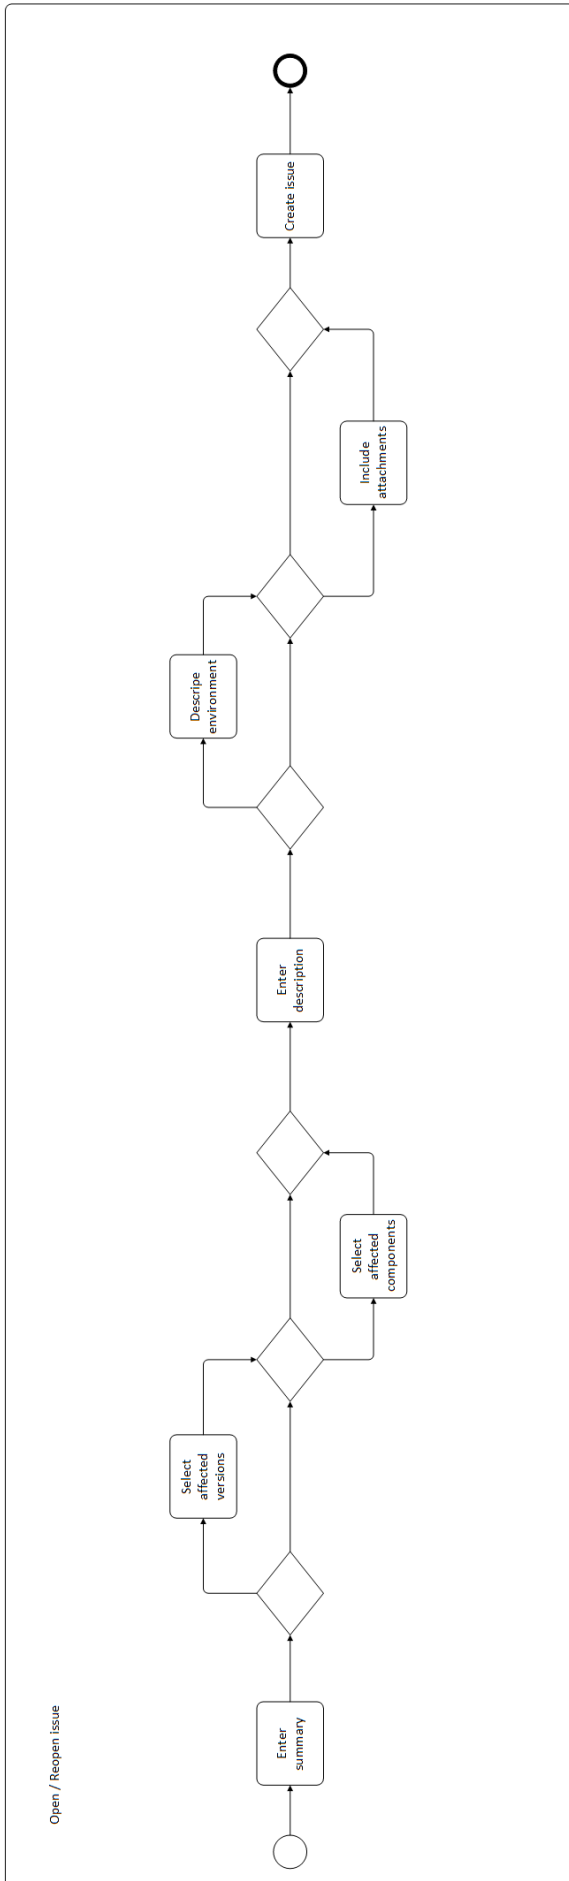 Open / Reopen issue
Enter
summary
Select
affected
versions
Select
affected
components
Enter
description
Descripe
environment
Include
attachments
Create issue